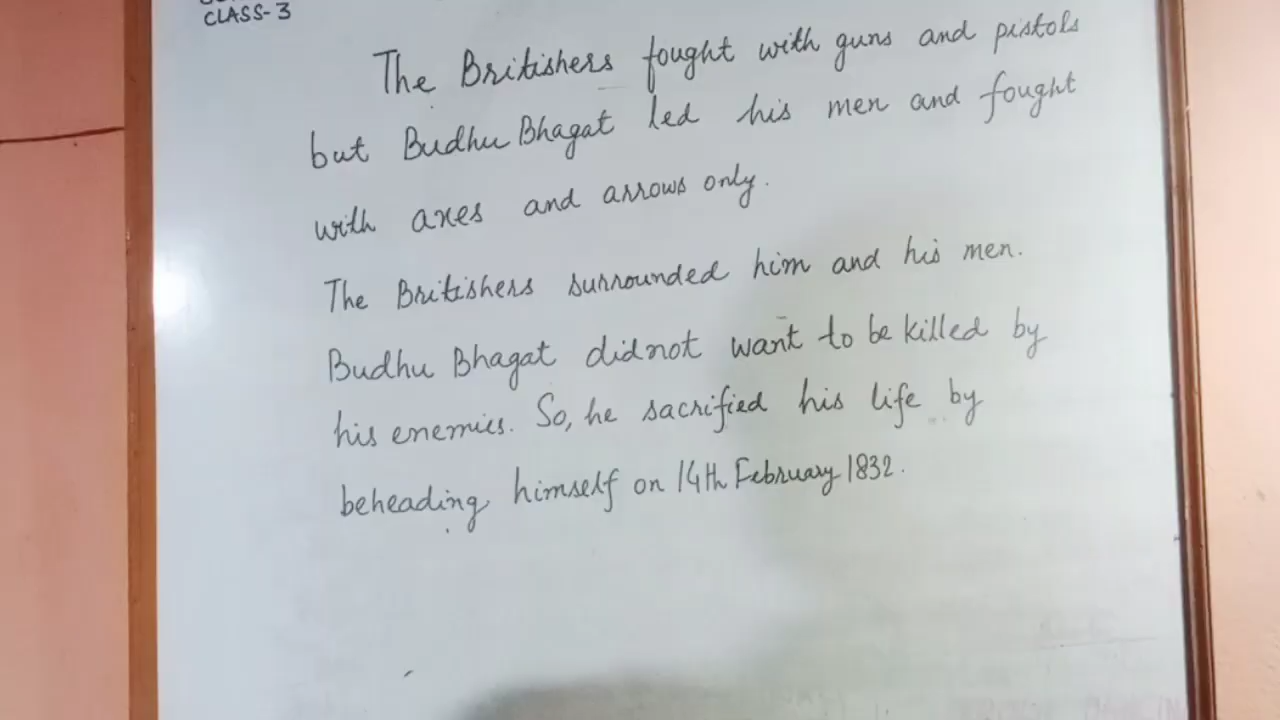 CLASS-3
The Britishers fought with guns and pistols
but Budhu Bhagat led his men and fought
with axes and arrows only.
The Britishers surrounded him and his men.
Budhu Bhagat didnot want to be killed by
his enemies. So, he sacrified his life by
beheading himself on 14th February 1832.